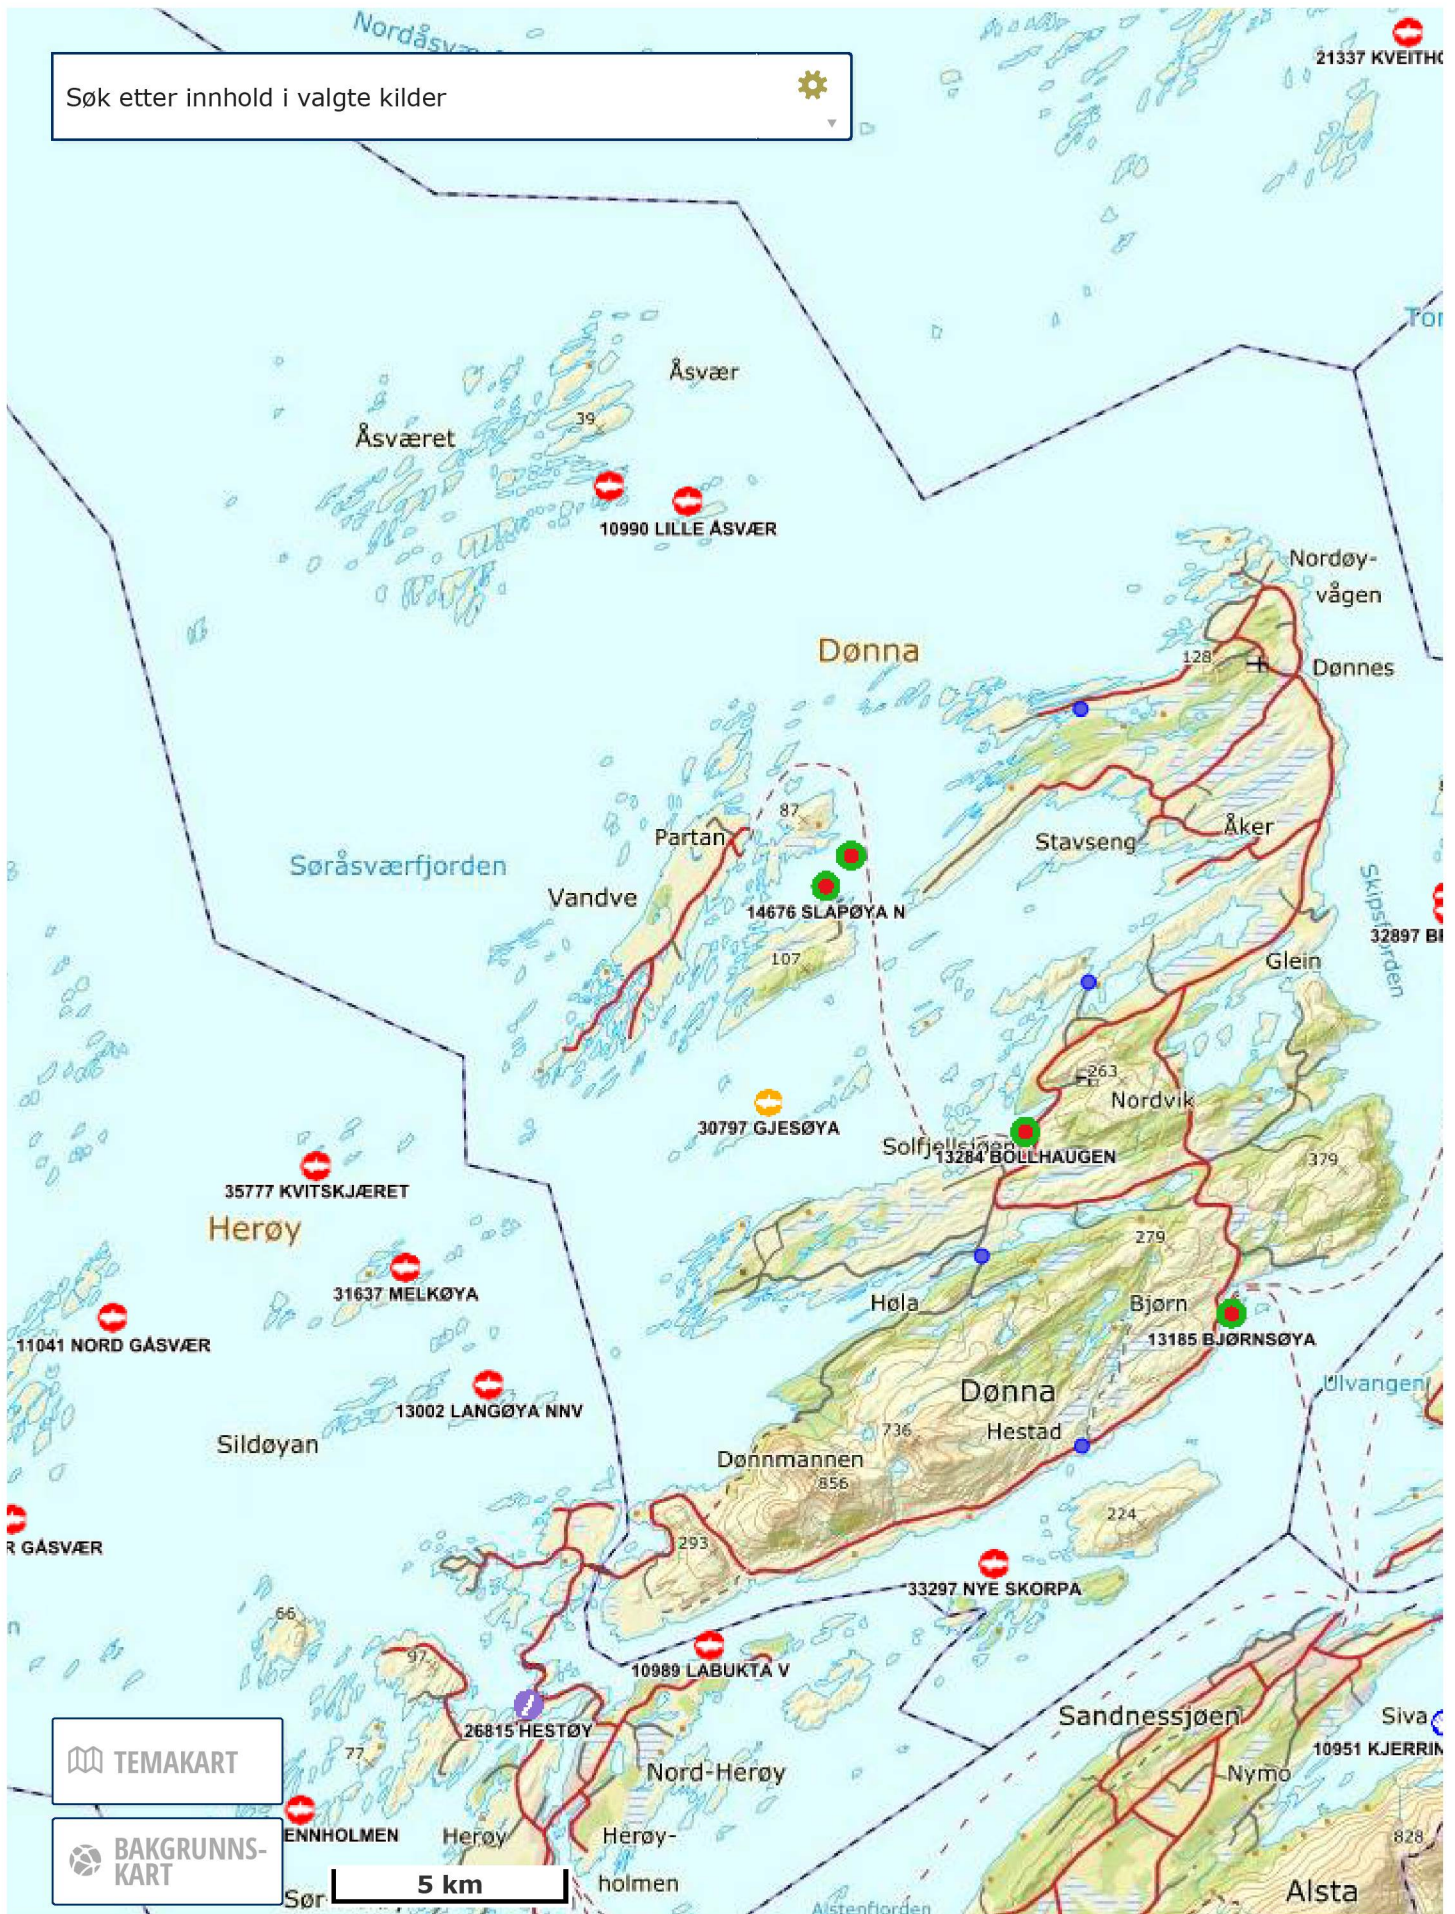 21337 KVEITHO
Søk etter innhold i valgte kilder
Tor
Åsvær
39
Åsværet
10990 LILLE ÅSVÆR
Nordøy-
vågen
Dønna
128
Dønnes
87
Partan
Stavseng
Åker
Søråsværfjorden
Vandve
14676 SLAPØYA N
Skipsfjorden
32897 BR
107
Glein
263
Nordvik
30797 GJESØYA
Solfjellsjøen
13284 BOLLHAUGEN
379
35777 KVITSKJÆRET
Herøy
279
31637 MELKØYA
Høla
Bjørn
11041 NORD GÅSVÆR
13185 BJØRNSØYA
Dønna
Ulvangen
13002 LANGØYA NNV
736
Hestad
Sildøyan
Dønnmannen
856
224
R GÅSVÆR
293
33297 NYE SKORPA
66
97
10989 LABUKTA V
26815 HESTØY
Sandnessjøen
Siva
10951 KJERRIN
77
TEMAKART
Nord-Herøy
Nymo
ENNHOLMEN
Herøy
Herøy-
holmen
828
BAKGRUNNS-
KART
5 km
Sør
Alsta
Alstenfjorden